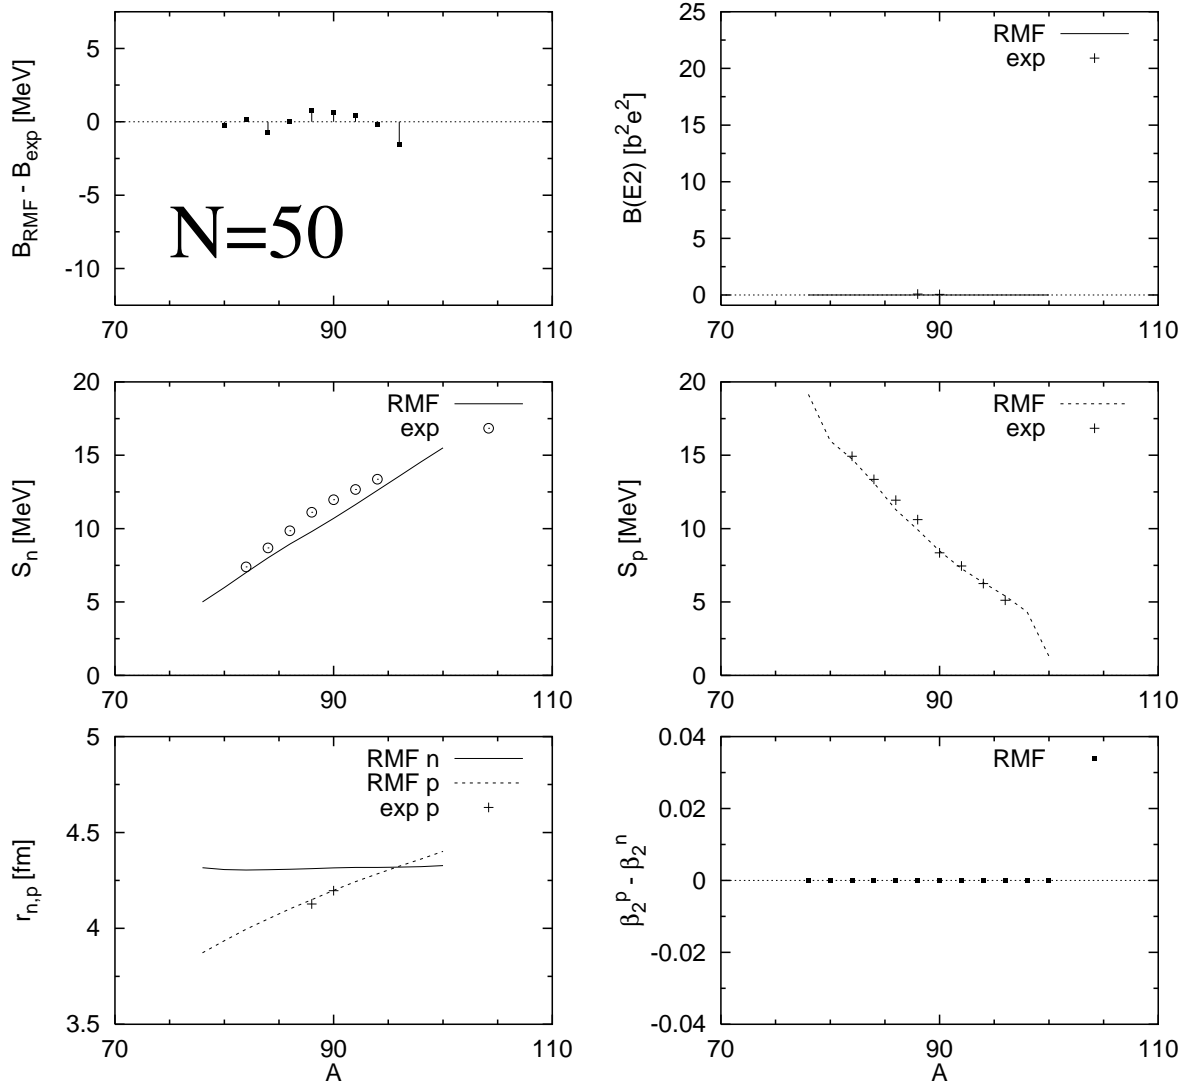 5
0
-5
-10
70
90
110
B_RMF - B_exp [MeV]
N=50
25
20
15
10
5
0
70
90
110
B(E2) [b^2e^2]
RMF
exp
20
15
10
5
0
70
90
110
S_n [MeV]
RMF
exp
20
15
10
5
0
70
90
110
S_p [MeV]
RMF
exp
5
4.5
4
3.5
70
90
110
r_n,p [fm]
A
RMF n
RMF p
exp p
0.04
0.02
0
-0.02
-0.04
70
90
110
β_2^p - β_2^n
A
RMF